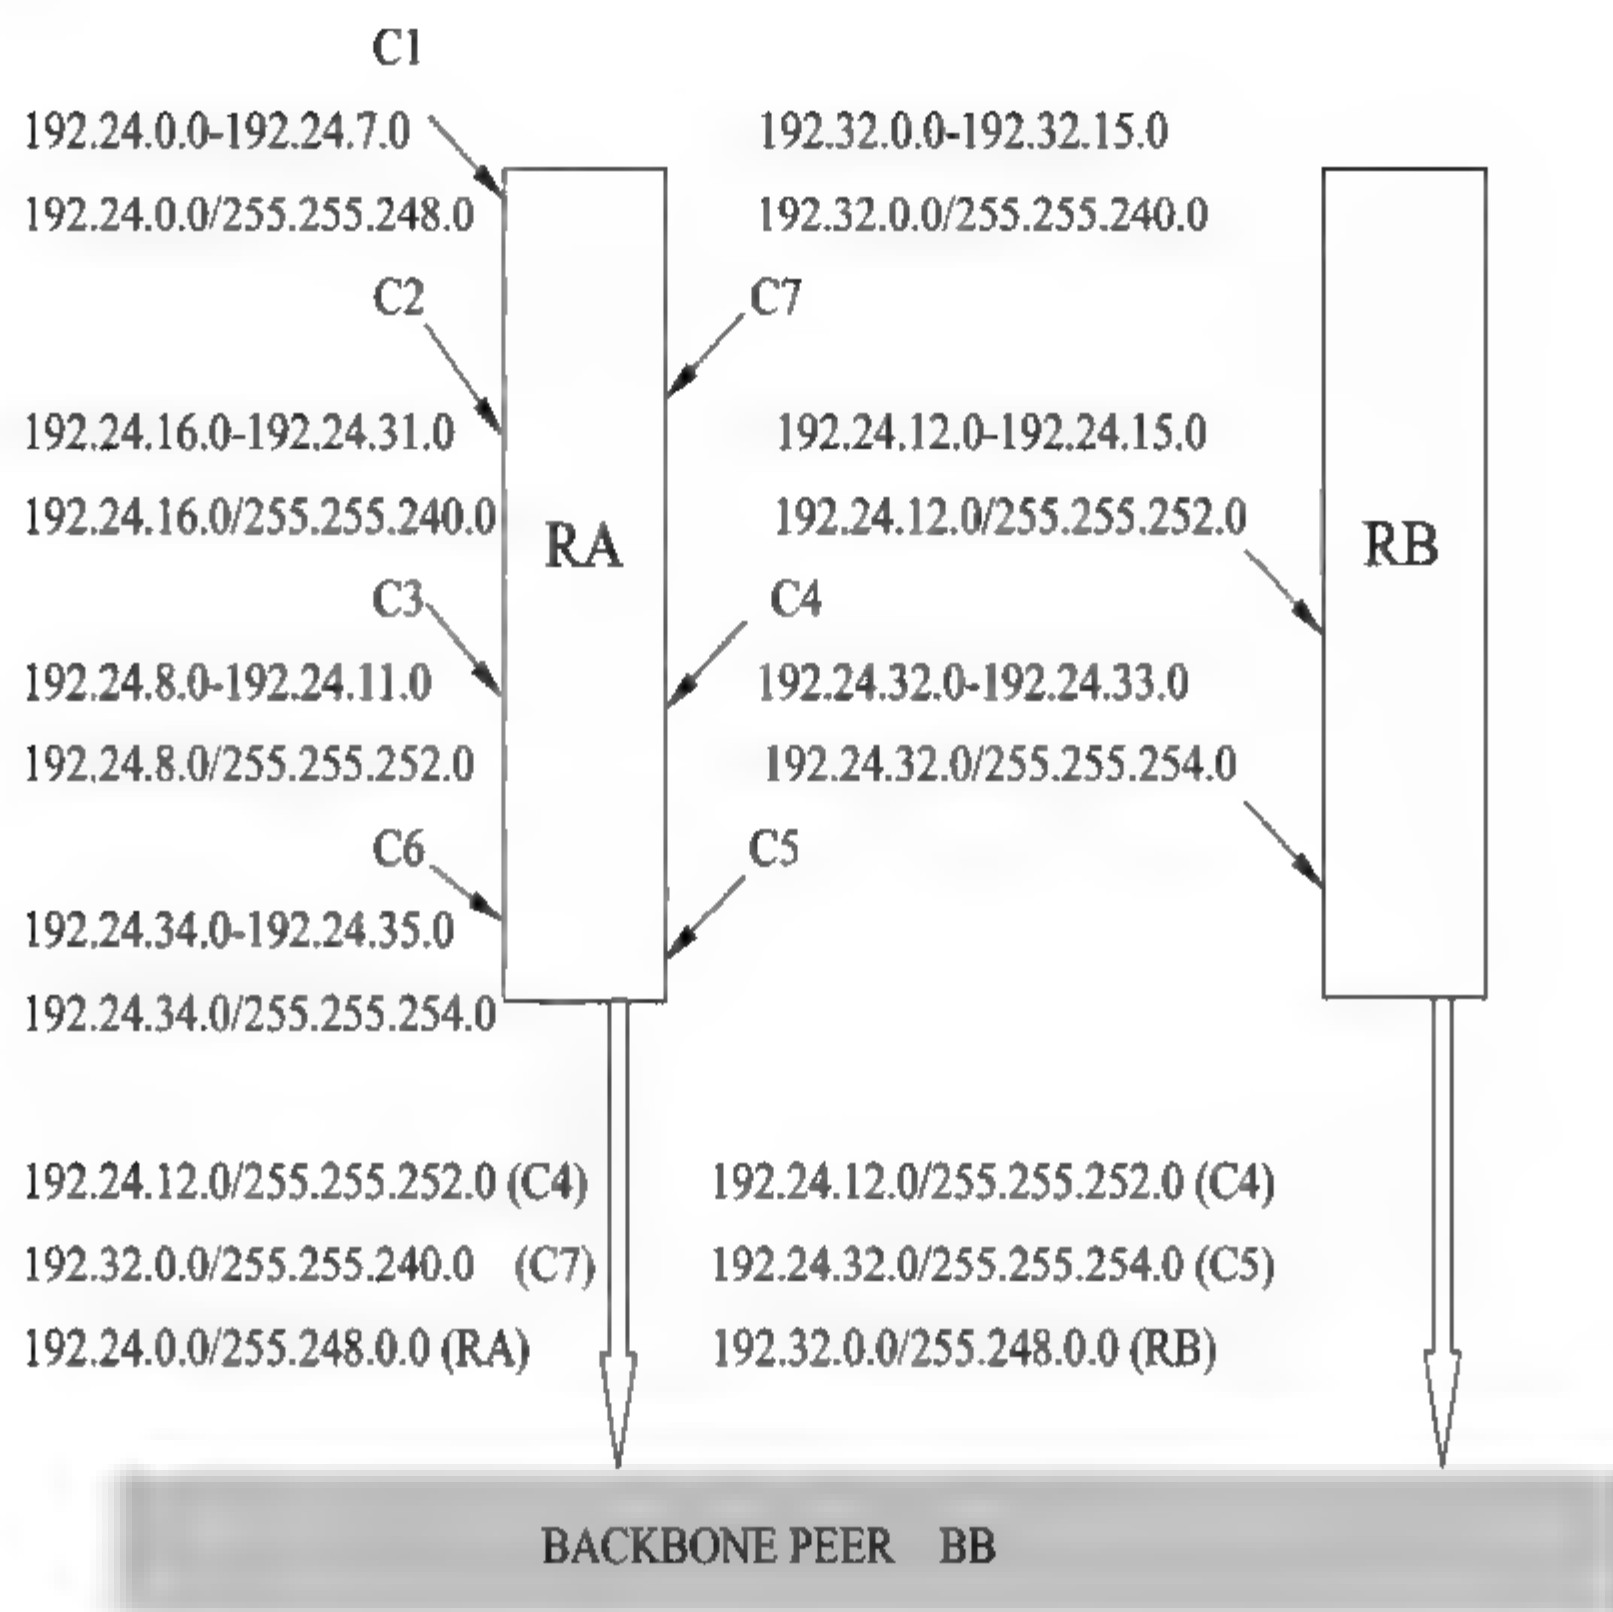 C1
192.24.0.0-192.24.7.0
192.32.0.0-192.32.15.0
192.24.0.0/255.255.248.0
192.32.0.0/255.255.240.0
C2
C7
192.24.16.0-192.24.31.0
192.24.12.0-192.24.15.0
192.24.16.0/255.255.240.0
192.24.12.0/255.255.252.0
RA
RB
C3
C4
192.24.8.0-192.24.11.0
192.24.32.0-192.24.33.0
192.24.8.0/255.255.252.0
192.24.32.0/255.255.254.0
C6
C5
192.24.34.0-192.24.35.0
192.24.34.0/255.255.254.0
192.24.12.0/255.255.252.0 (C4)
192.24.12.0/255.255.252.0 (C4)
192.32.0.0/255.255.240.0 (C7)
192.24.32.0/255.255.254.0 (C5)
192.24.0.0/255.248.0.0 (RA)
192.32.0.0/255.248.0.0 (RB)
BACKBONE PEER BB